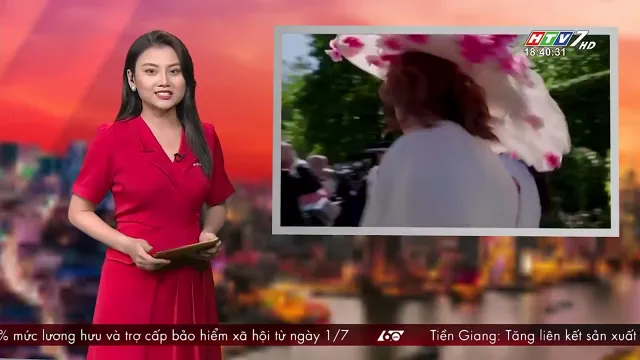 HTV7 HD
18:40:31
% mức lương hưu và trợ cấp bảo hiểm xã hội từ ngày 1/7 60 Tiền Giang: Tăng liên kết sản xuất